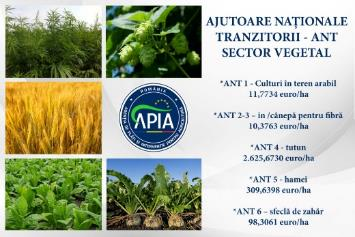 AJUTOARE NAȚIONALE
TRANZITORII - ANT
SECTOR VEGETAL
*ANT 1 - Culturi în teren arabil
11,7734 euro/ha
*ANT 2-3 – in /cânepă pentru fibră
10,3763 euro/ha
*ANT 4 - tutun
2.625,6730 euro/ha
*ANT 5 - hamei
309,6398 euro/ha
*ANT 6 – sfeclă de zahăr
98,3061 euro/ha
ROMÂNIA
APIA